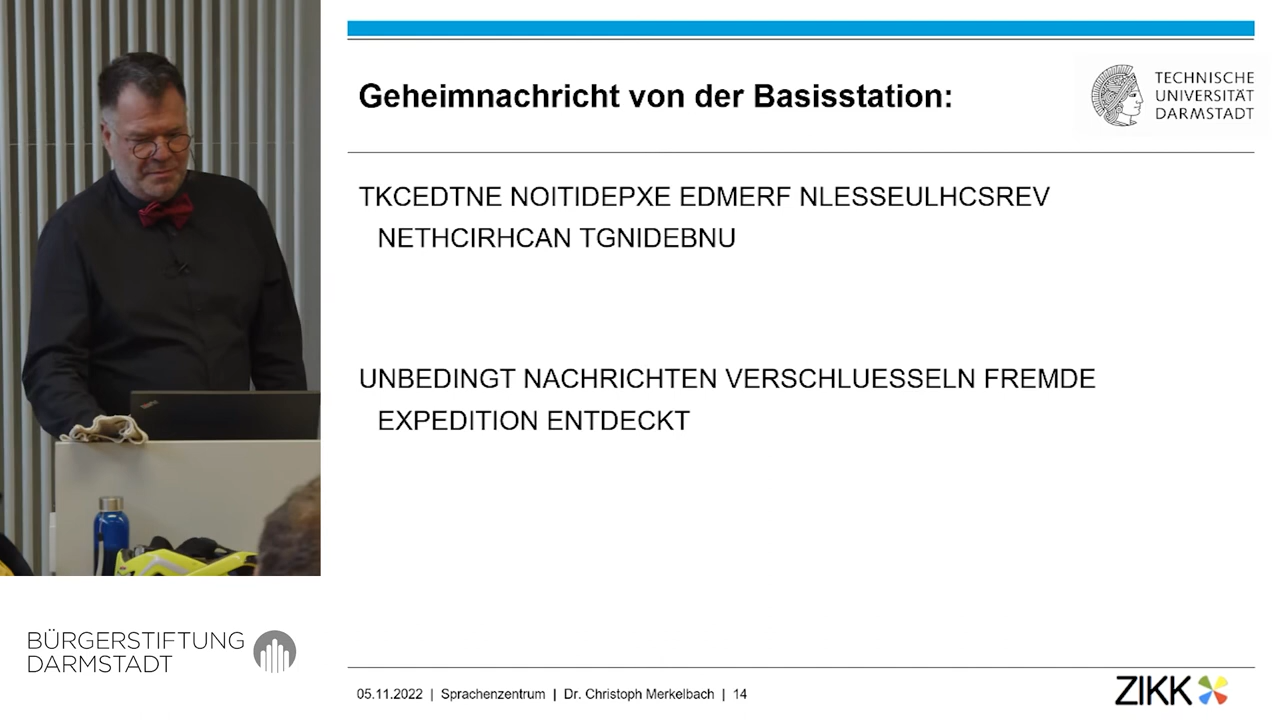 Geheimnachricht von der Basisstation:
TECHNISCHE
UNIVERSITÄT
DARMSTADT
TKCEDTNE NOITIDEPXE EDMERF NLESSEULHCSREV
NETHCIRHCAN TGNIDEBNU
UNBEDINGT NACHRICHTEN VERSCHLUESSELN FREMDE
EXPEDITION ENTDECKT
BÜRGERSTIFTUNG
DARMSTADT
05.11.2022 | Sprachenzentrum | Dr. Christoph Merkelbach | 14
ZIKK